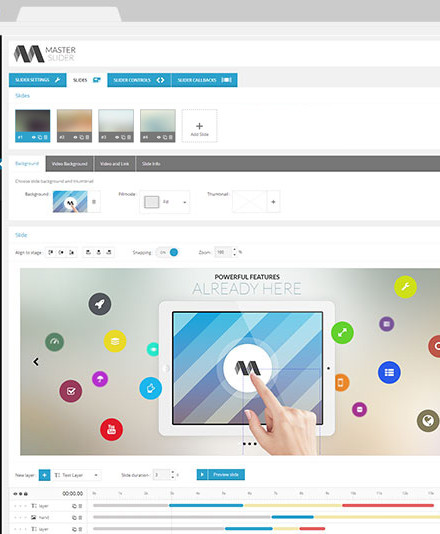 MASTER
SLIDER
SLIDER SETTINGS SLIDES SLIDER CONTROLS SLIDER CALLBACKS
Slides
#1 #2 #3 #4 Add Slide
Background Video Background Video and Link Slide Info
Choose slide background and thumbnail
Background: Fillmode: Fill Thumbnail:
Slide
Align to stage: Snapping: ON Zoom: 100 %
POWERFUL FEATURES
ALREADY HERE
You
Tube
New layer: + Text Layer Slide duration: 3 s Preview slide
00:00.00 0s 1s 2s 3s 4s 5s 6s 7s 8s 9s 10s 11s 12s
layer
hand
layer